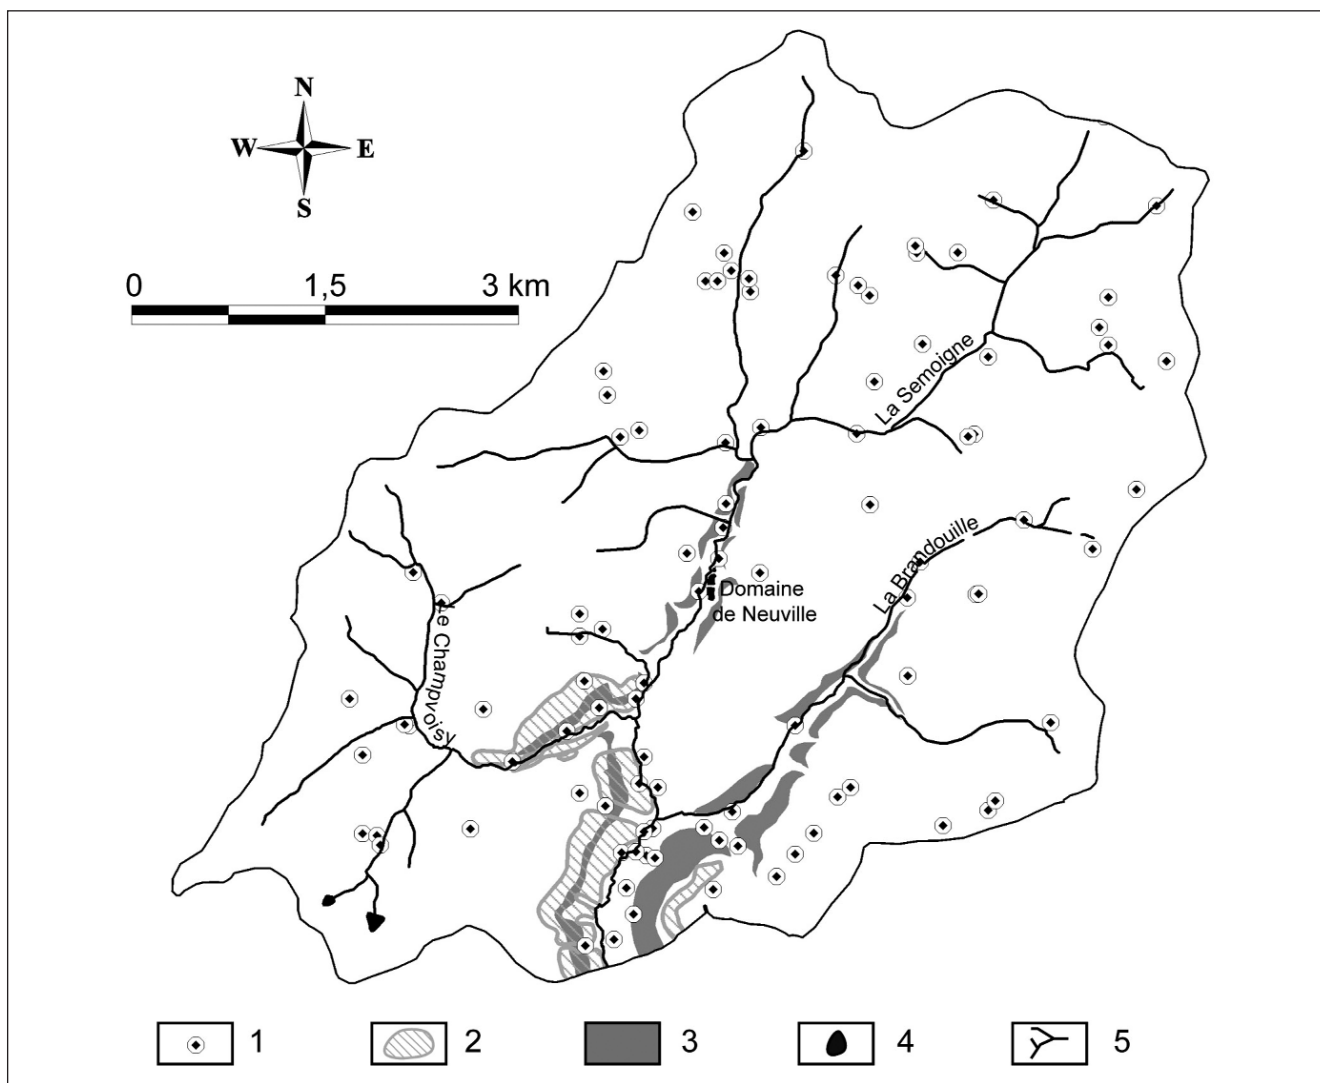 N
W E
S
0 1,5 3 km
La Semoigne
La Brandouille
Domaine
de Neuville
Le Champvoisy
1 2 3 4 5